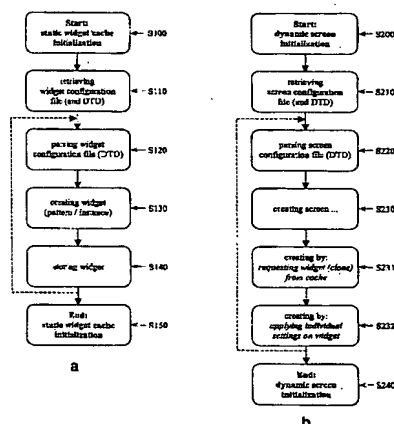 Start:
static widget cache
initialization
S100
retrieving
widget configuration
file (and DTD)
S110
parsing widget
configuration file (DTD)
S120
creating widget
(pattern / instance)
S130
storing widget
S140
End:
static widget cache
initialization
S150
a
Start:
dynamic screen
initialization
S200
retrieving
screen configuration
file (and DTD)
S210
parsing screen
configuration file (DTD)
S220
creating screen ...
S230
creating by:
requesting widget (clone)
from cache
S231
creating by:
applying individual
settings on widget
S232
End:
dynamic screen
initialization
S240
b